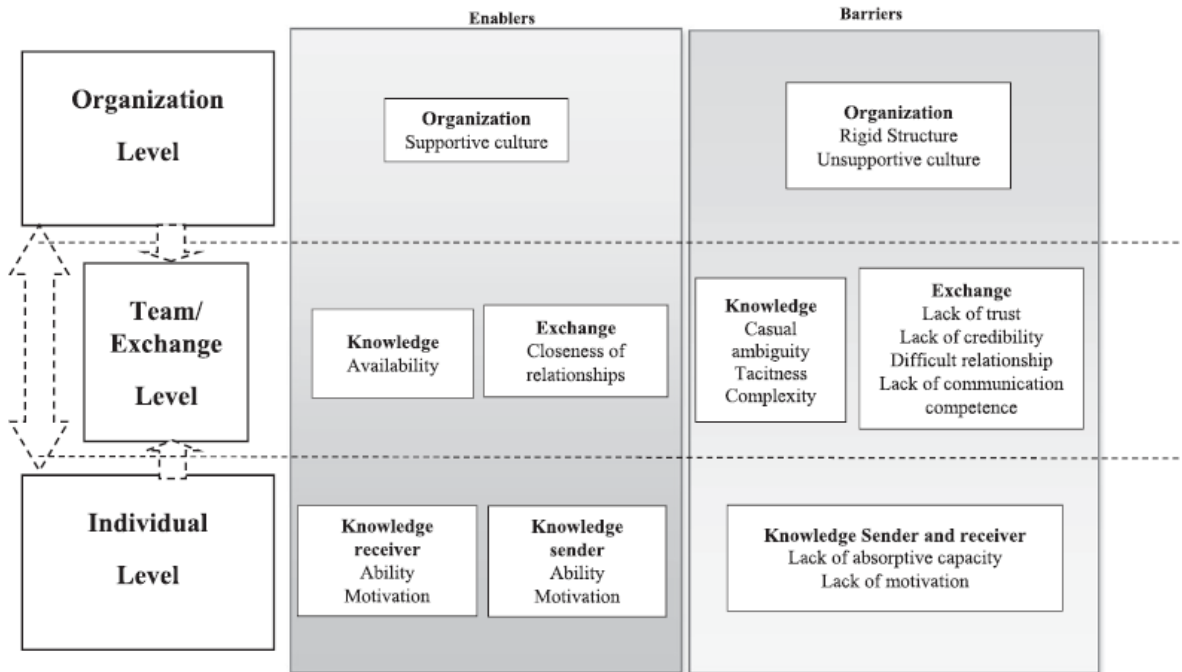 Enablers
Barriers
Organization
Level
Organization
Supportive culture
Organization
Rigid Structure
Unsupportive culture
Team/
Exchange
Level
Knowledge
Availability
Exchange
Closeness of
relationships
Knowledge
Casual
ambiguity
Tacitness
Complexity
Exchange
Lack of trust
Lack of credibility
Difficult relationship
Lack of communication
competence
Individual
Level
Knowledge
receiver
Ability
Motivation
Knowledge
sender
Ability
Motivation
Knowledge Sender and receiver
Lack of absorptive capacity
Lack of motivation